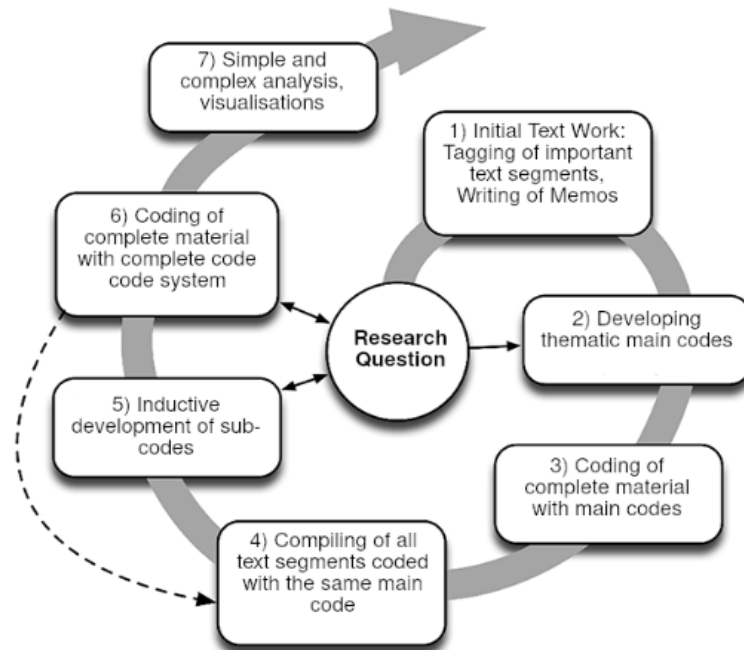 7) Simple and
complex analysis,
visualisations
1) Initial Text Work:
Tagging of important
text segments,
Writing of Memos
6) Coding of
complete material
with complete code
code system
Research
Question
2) Developing
thematic main codes
5) Inductive
development of sub-
codes
3) Coding of
complete material
with main codes
4) Compiling of all
text segments coded
with the same main
code